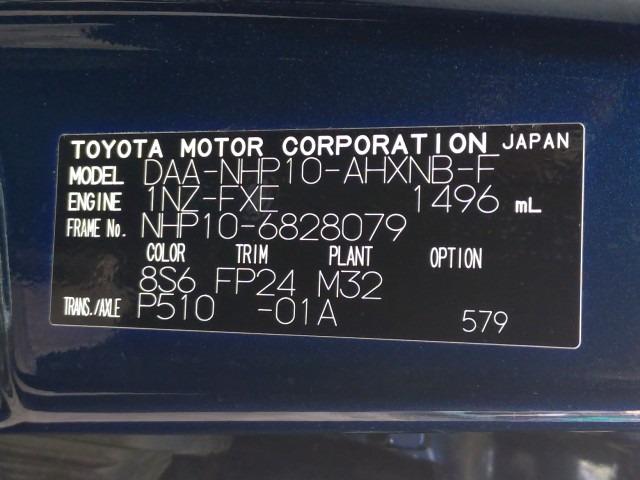 TOYOTA MOTOR CORPORATION JAPAN
MODEL DAA-NHP10-AHXNB-F
ENGINE 1NZ-FXE 1496 mL
FRAME No. NHP10-6828079
COLOR TRIM PLANT OPTION
8S6 FP24 M32
TRANS./AXLE P510 -01A 579